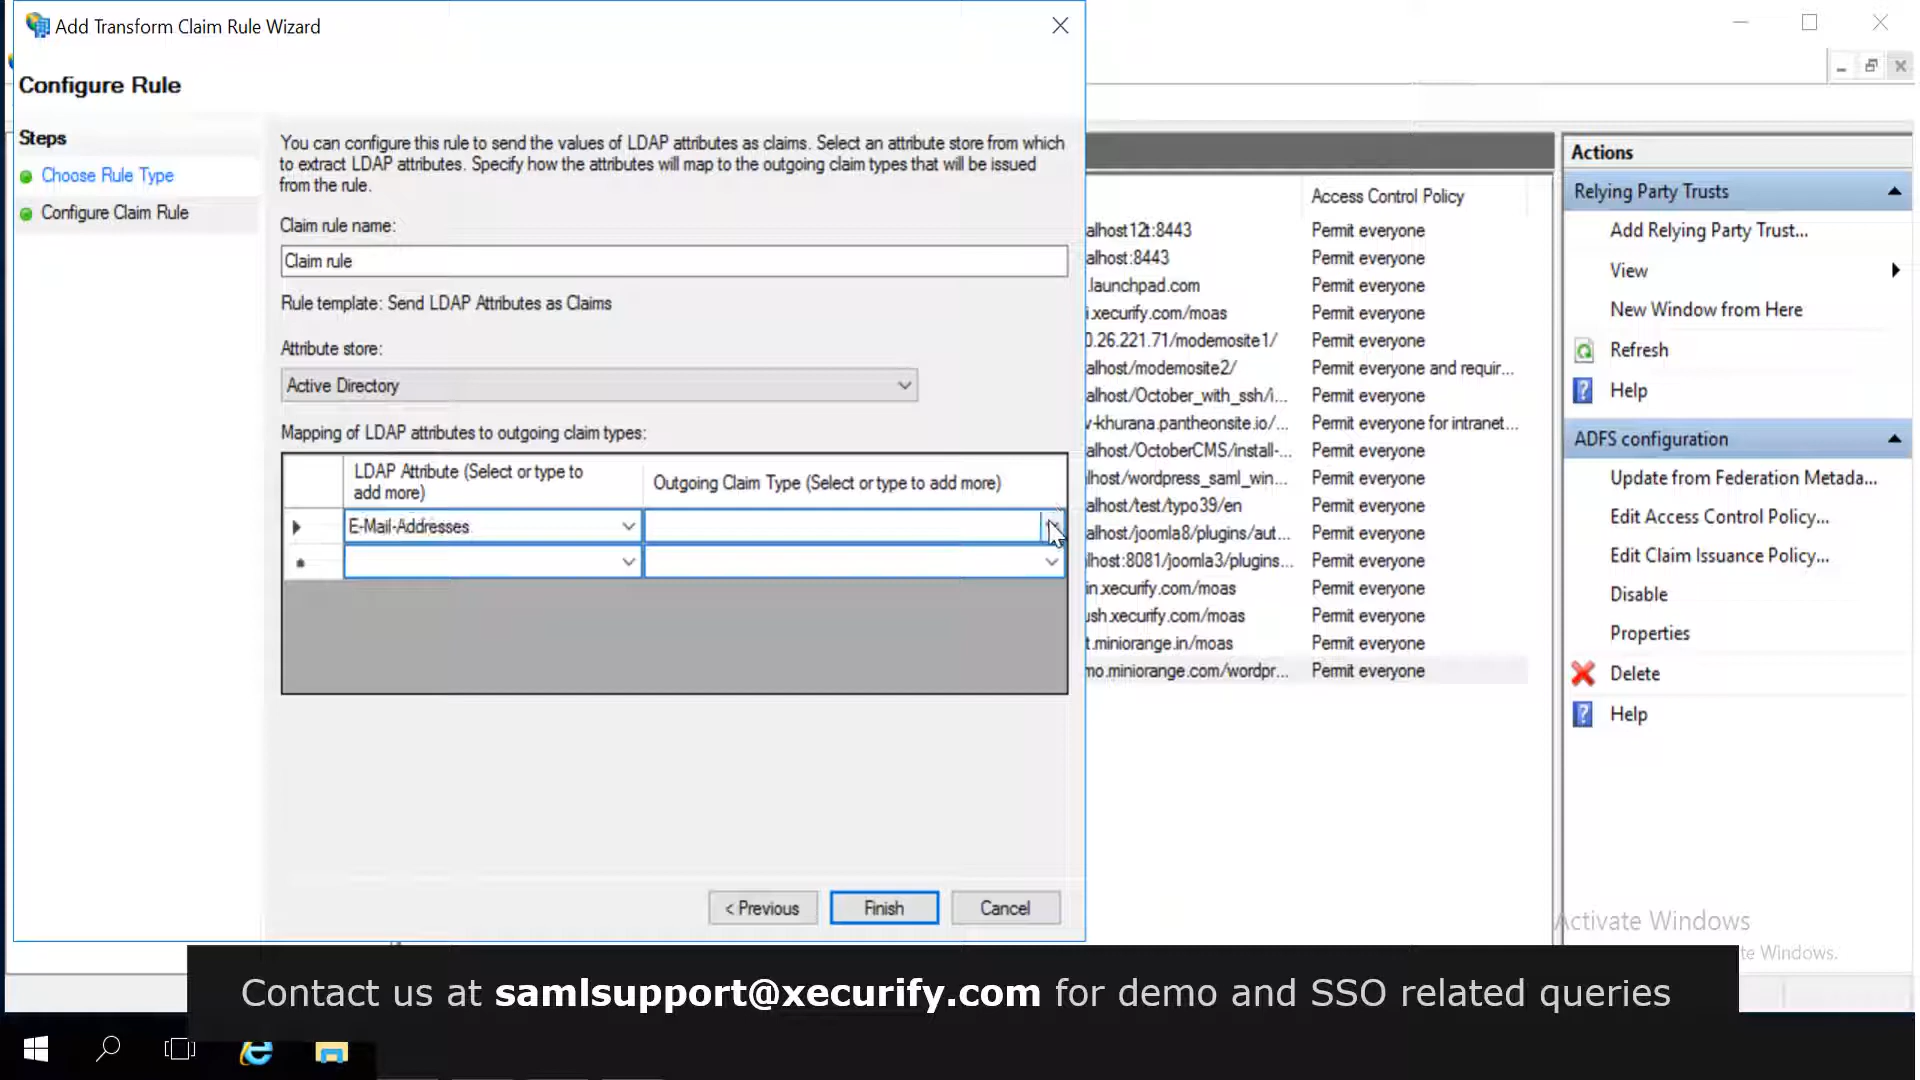 Add Transform Claim Rule Wizard
Configure Rule
Steps
Choose Rule Type
Configure Claim Rule
You can configure this rule to send the values of LDAP attributes as claims. Select an attribute store from which
to extract LDAP attributes. Specify how the attributes will map to the outgoing claim types that will be issued
from the rule.
Claim rule name:
Claim rule
Rule template: Send LDAP Attributes as Claims
Attribute store:
Active Directory
Mapping of LDAP attributes to outgoing claim types:
LDAP Attribute (Select or type to
add more)
Outgoing Claim Type (Select or type to add more)
E-Mail-Addresses
< Previous
Finish
Cancel
Access Control Policy
alhost12t:8443 Permit everyone
alhost:8443 Permit everyone
.launchpad.com Permit everyone
i.xecurify.com/moas Permit everyone
0.26.221.71/modemosite1/ Permit everyone
alhost/modemosite2/ Permit everyone and requir...
alhost/October_with_ssh/i... Permit everyone
v-khurana.pantheonsite.io/... Permit everyone for intranet...
alhost/OctoberCMS/install-... Permit everyone
alhost/wordpress_saml_win... Permit everyone
alhost/test/typo39/en Permit everyone
alhost/joomla8/plugins/aut... Permit everyone
lhost:8081/joomla3/plugins... Permit everyone
in.xecurify.com/moas Permit everyone
ush.xecurify.com/moas Permit everyone
t.miniorange.in/moas Permit everyone
mo.miniorange.com/wordpr... Permit everyone
Actions
Relying Party Trusts
Add Relying Party Trust...
View
New Window from Here
Refresh
Help
ADFS configuration
Update from Federation Metada...
Edit Access Control Policy...
Edit Claim Issuance Policy...
Disable
Properties
Delete
Help
Activate Windows
te Windows.
Contact us at samlsupport@xecurify.com for demo and SSO related queries